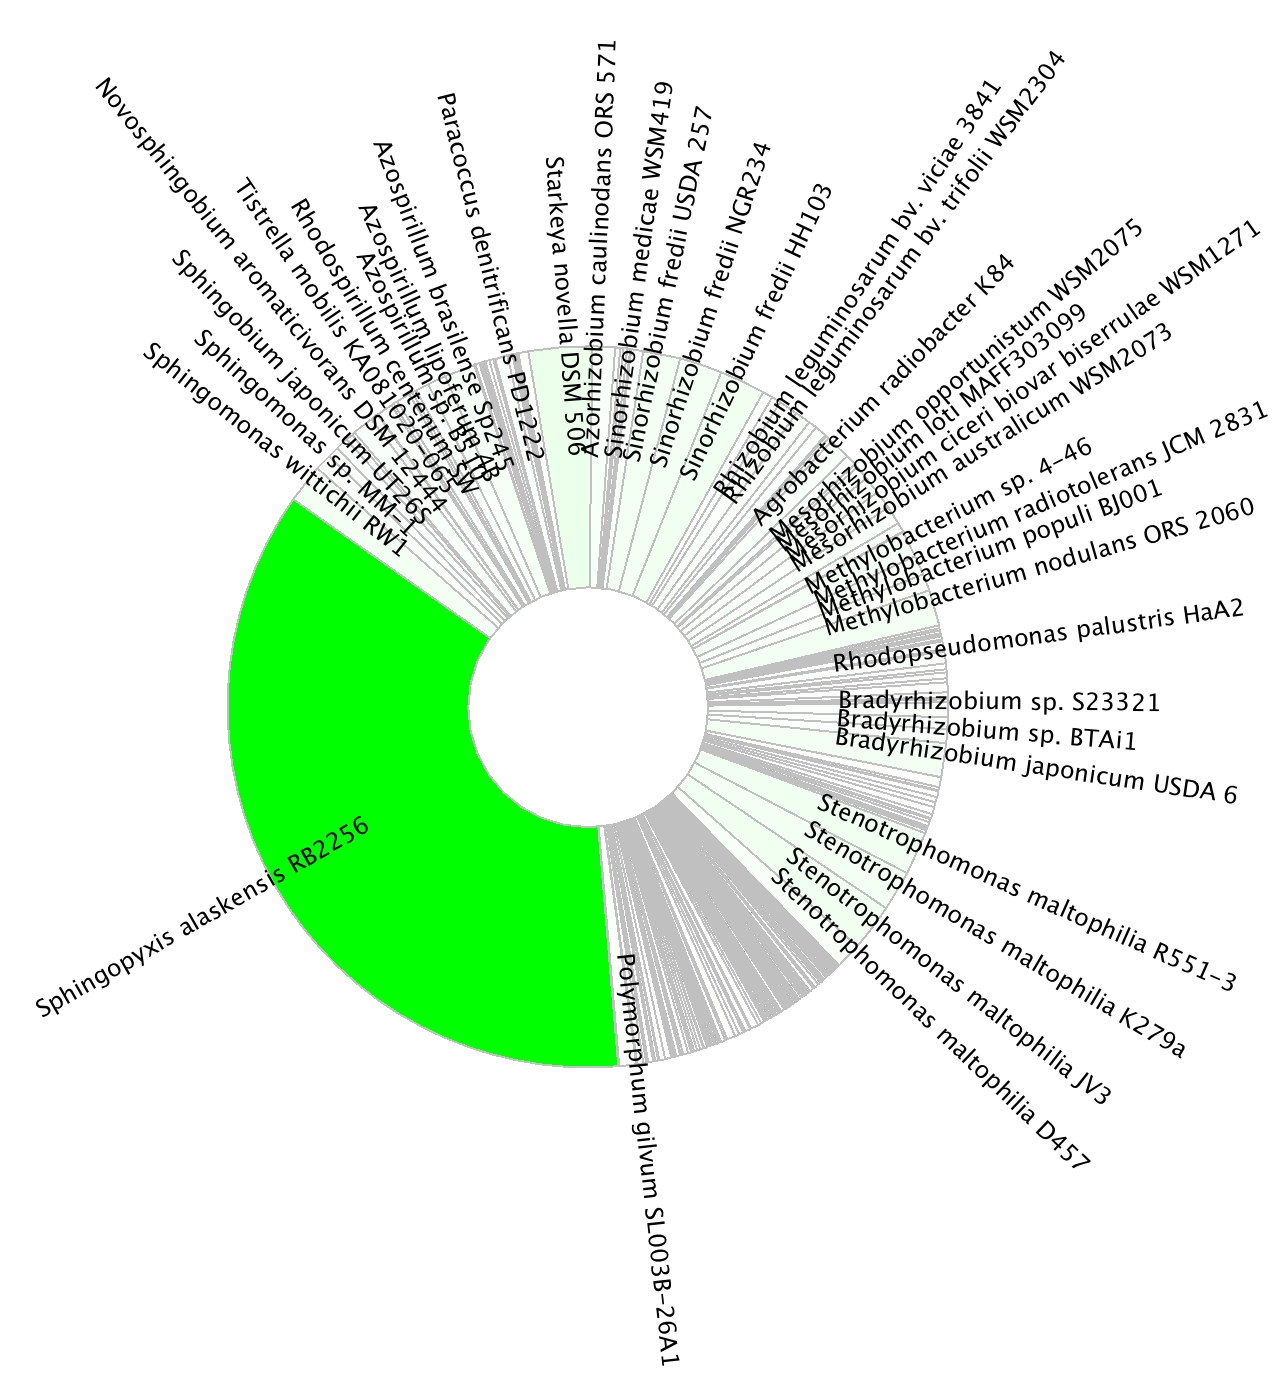 Azorhizobium caulinodans ORS 571
Sinorhizobium medicae WSM419
Sinorhizobium fredii USDA 257
Sinorhizobium fredii NGR234
Sinorhizobium fredii HH103
Rhizobium leguminosarum bv. viciae 3841
Rhizobium leguminosarum bv. trifolii WSM2304
Agrobacterium radiobacter K84
Mesorhizobium opportunistum WSM2075
Mesorhizobium loti MAFF303099
Mesorhizobium ciceri biovar biserrulae WSM1271
Mesorhizobium australicum WSM2073
Methylobacterium sp. 4-46
Methylobacterium radiotolerans JCM 2831
Methylobacterium populi BJ001
Methylobacterium nodulans ORS 2060
Rhodopseudomonas palustris HaA2
Bradyrhizobium sp. S23321
Bradyrhizobium sp. BTAi1
Bradyrhizobium japonicum USDA 6
Stenotrophomonas maltophilia R551-3
Stenotrophomonas maltophilia K279a
Stenotrophomonas maltophilia JV3
Stenotrophomonas maltophilia D457
Polymorphum gilvum SL003B-26A1
Sphingopyxis alaskensis RB2256
Sphingomonas wittichii RW1
Sphingomonas sp. MM-1
Sphingobium japonicum UT26S
Novosphingobium aromaticivorans DSM 12444
Tistrella mobilis KA081020-065
Rhodospirillum centenum SW
Azospirillum sp. B510
Azospirillum lipoferum 4B
Azospirillum brasilense Sp245
Paracoccus denitrificans PD1222
Starkeya novella DSM 506